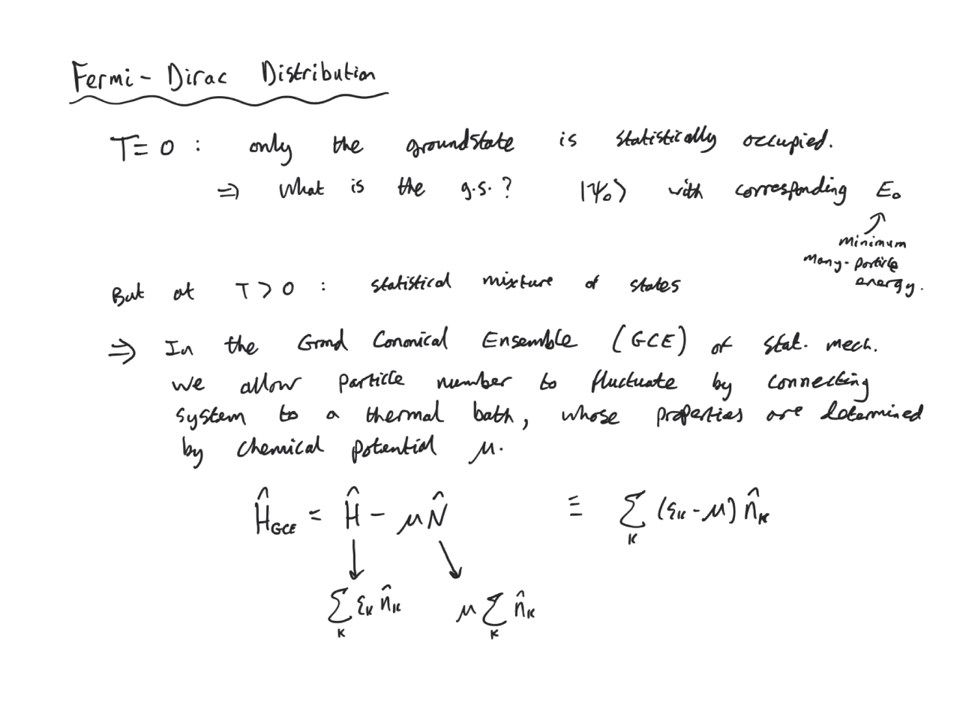 Fermi - Dirac Distribution
T = 0 : only the groundstate is statistically occupied.
⇒ What is the g.s.? |ψ₀⟩ with corresponding E₀
↗
minimum
many-particle
energy.
But at T > 0 : statistical mixture of states
⇒ In the Grand Canonical Ensemble (GCE) of stat. mech.
we allow particle number to fluctuate by connecting
system to a thermal bath, whose properties are determined
by chemical potential μ.
Ĥ_GCE = Ĥ - μN̂ ≡ Σ_k (ε_k - μ) n̂_k
↓ ↘
Σ_k ε_k n̂_k μ Σ_k n̂_k